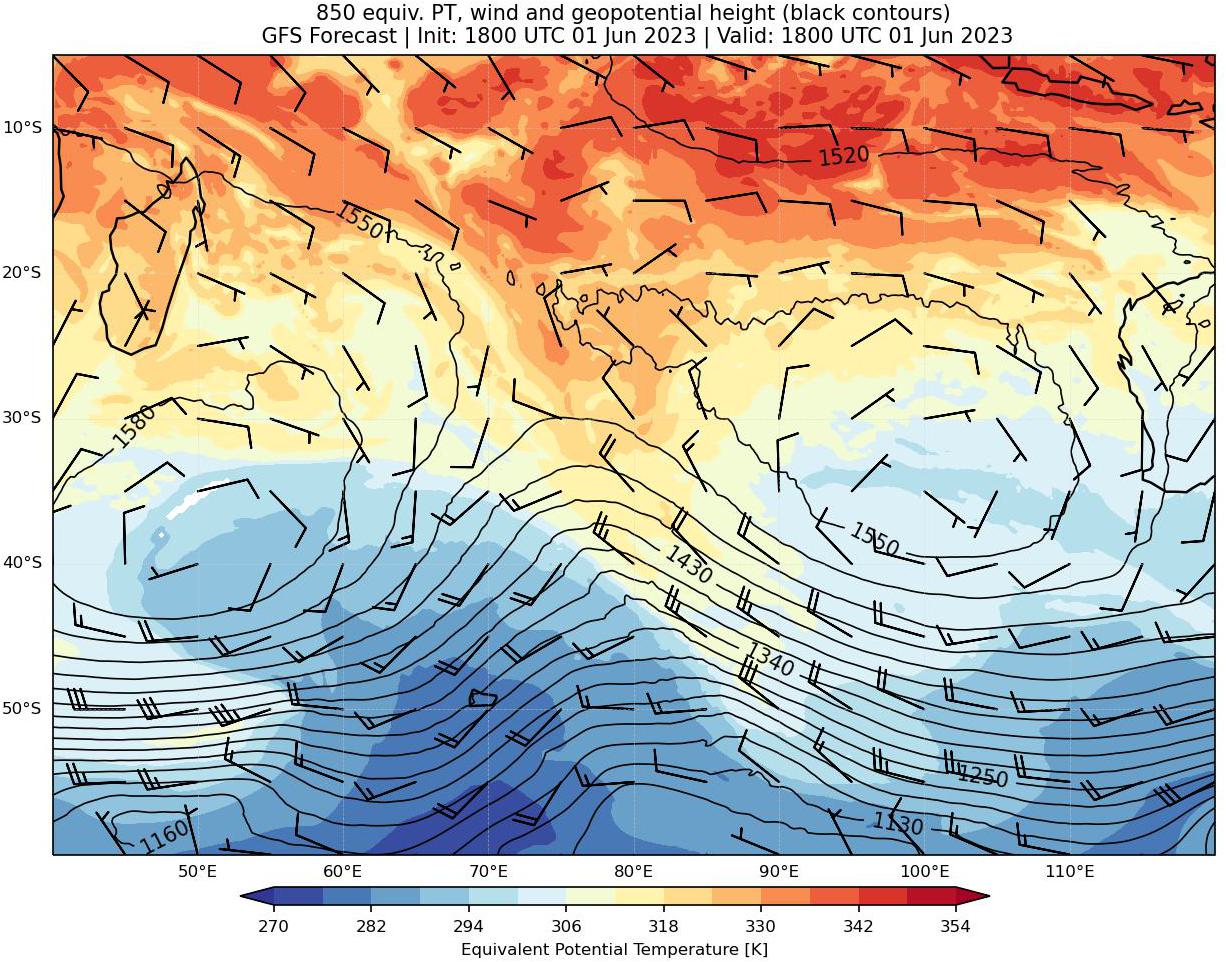 850 equiv. PT, wind and geopotential height (black contours)
GFS Forecast | Init: 1800 UTC 01 Jun 2023 | Valid: 1800 UTC 01 Jun 2023
10°S
1520
1550
20°S
30°S
1580
40°S
1550
1430
1340
50°S
1250
1160
1130
50°E 60°E 70°E 80°E 90°E 100°E 110°E
270 282 294 306 318 330 342 354
Equivalent Potential Temperature [K]